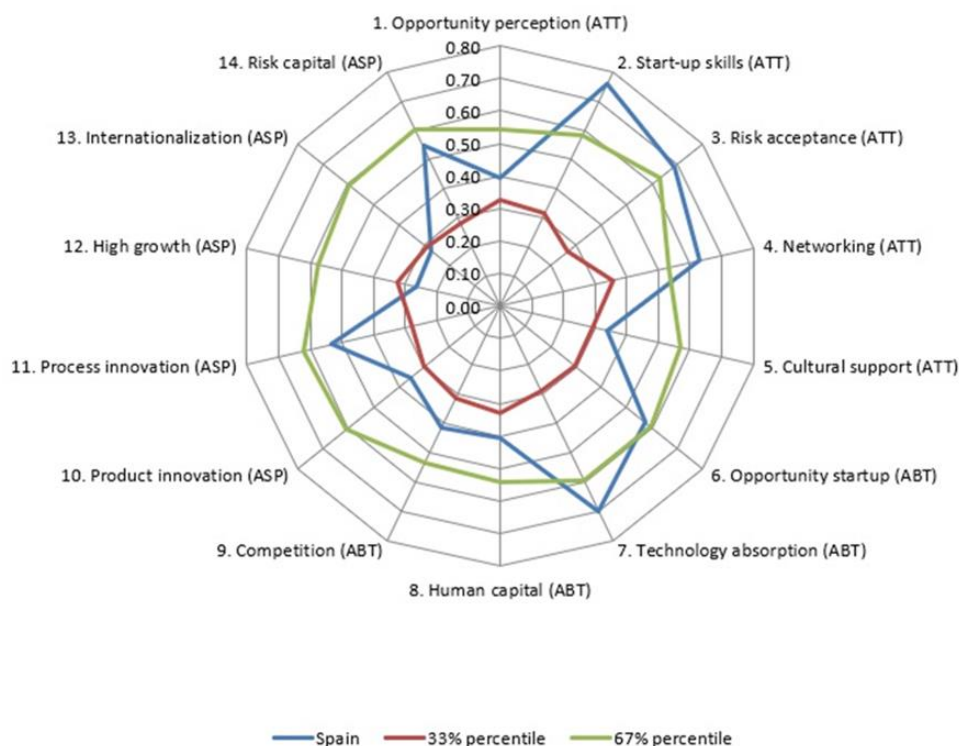 1. Opportunity perception (ATT)
0.80
14. Risk capital (ASP)
2. Start-up skills (ATT)
0.70
0.60
13. Internationalization (ASP)
3. Risk acceptance (ATT)
0.50
0.40
0.30
12. High growth (ASP)
4. Networking (ATT)
0.20
0.10
0.00
11. Process innovation (ASP)
5. Cultural support (ATT)
10. Product innovation (ASP)
6. Opportunity startup (ABT)
9. Competition (ABT)
7. Technology absorption (ABT)
8. Human capital (ABT)
Spain 33% percentile 67% percentile